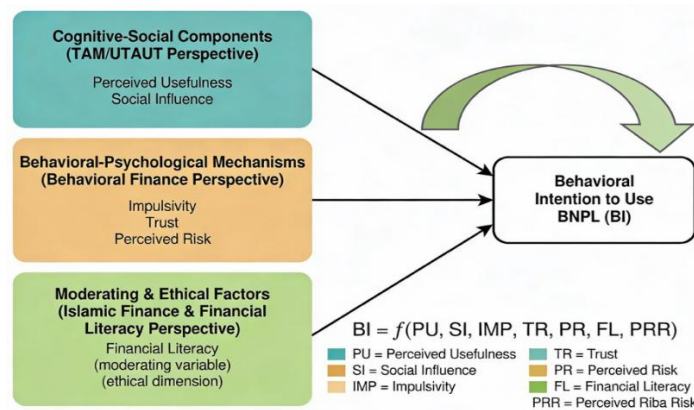 Cognitive-Social Components
(TAM/UTAUT Perspective)
Perceived Usefulness
Social Influence
Behavioral-Psychological Mechanisms
(Behavioral Finance Perspective)
Impulsivity
Trust
Perceived Risk
Moderating & Ethical Factors
(Islamic Finance & Financial
Literacy Perspective)
Financial Literacy
(moderating variable)
(ethical dimension)
Behavioral
Intention to Use
BNPL (BI)
BI = f(PU, SI, IMP, TR, PR, FL, PRR)
PU = Perceived Usefulness
SI = Social Influence
IMP = Impulsivity
TR = Trust
PR = Perceived Risk
FL = Financial Literacy
PRR = Perceived Riba Risk